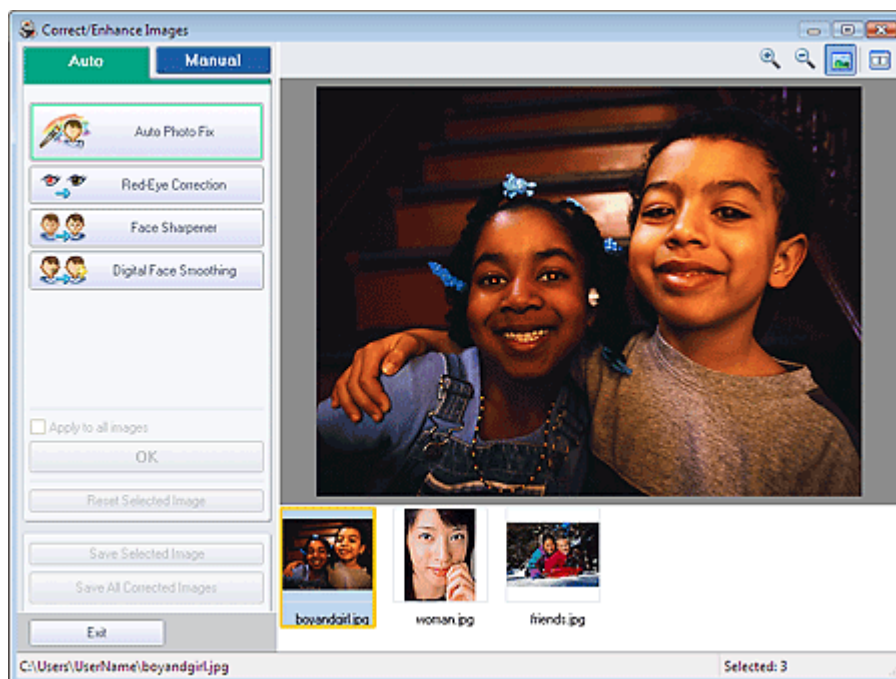 Correct/Enhance Images
Auto
Manual
Auto Photo Fix
Red-Eye Correction
Face Sharpener
Digital Face Smoothing
Apply to all images
OK
Reset Selected Image
Save Selected Image
Save All Corrected Images
Exit
boyandgirl.jpg
woman.jpg
friends.jpg
C:\Users\UserName\boyandgirl.jpg
Selected: 3